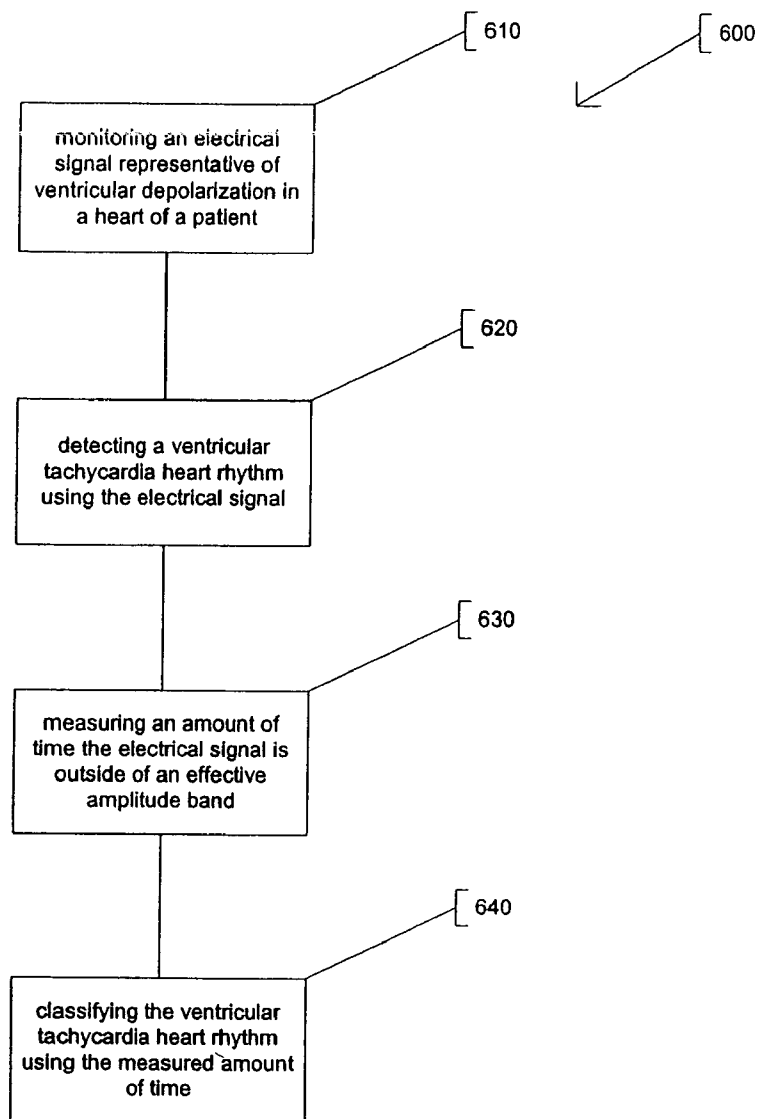 610
600
monitoring an electrical
signal representative of
ventricular depolarization in
a heart of a patient
620
detecting a ventricular
tachycardia heart rhythm
using the electrical signal
630
measuring an amount of
time the electrical signal is
outside of an effective
amplitude band
640
classifying the ventricular
tachycardia heart rhythm
using the measured amount
of time